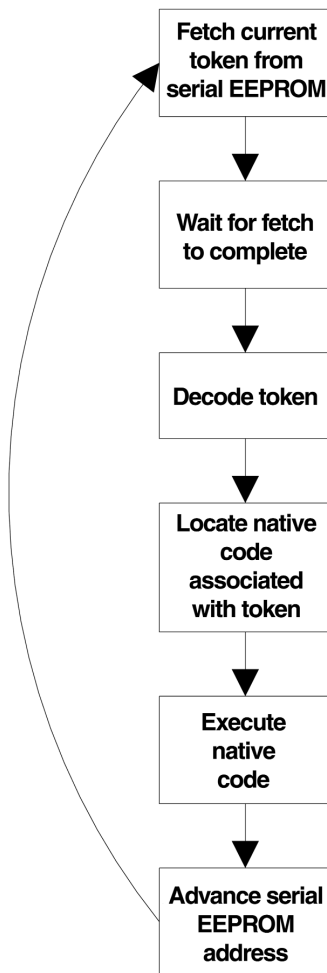 Fetch current
token from
serial EEPROM
Wait for fetch
to complete
Decode token
Locate native
code
associated
with token
Execute
native
code
Advance serial
EEPROM
address